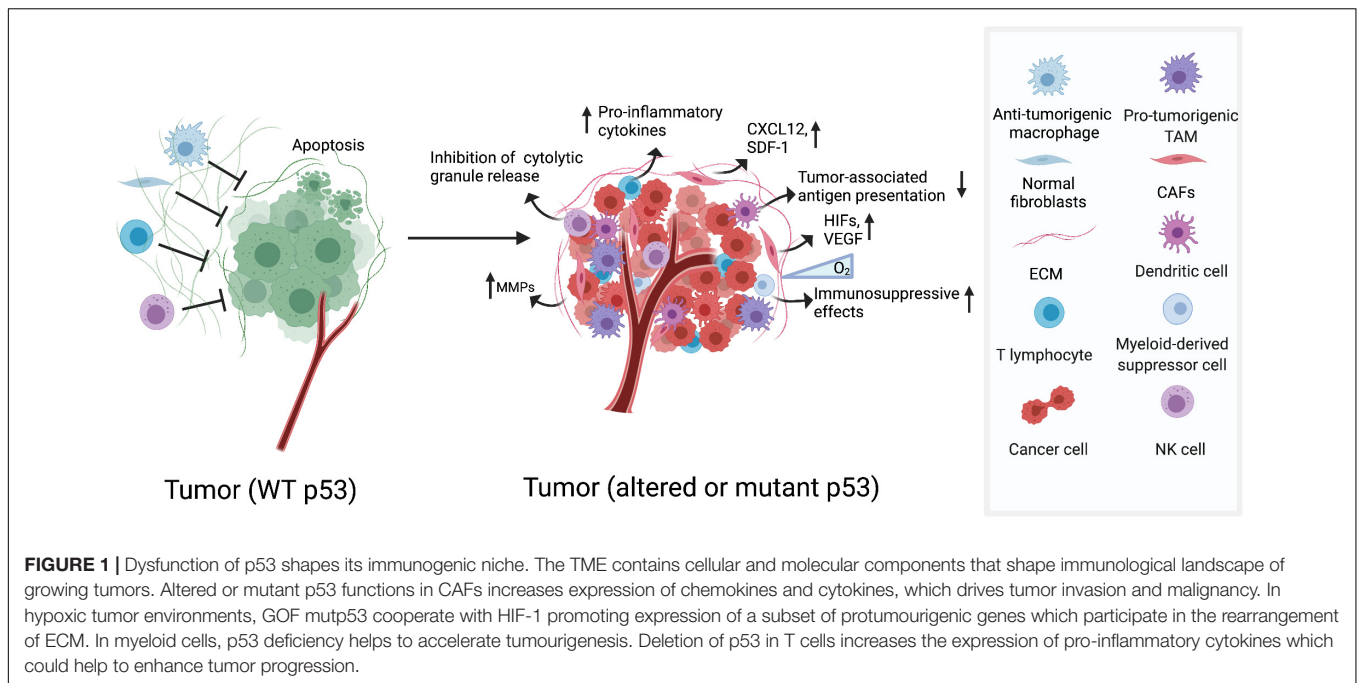 Apoptosis
Tumor (WT p53)
Pro-inflammatory
cytokines
CXCL12,
SDF-1
Inhibition of cytolytic
granule release
Tumor-associated
antigen presentation
HIFs,
VEGF
O2
MMPs
Immunosuppressive
effects
Tumor (altered or mutant p53)
Anti-tumorigenic
macrophage
Pro-tumorigenic
TAM
Normal
fibroblasts
CAFs
ECM
Dendritic cell
T lymphocyte
Myeloid-derived
suppressor cell
Cancer cell
NK cell
FIGURE 1 | Dysfunction of p53 shapes its immunogenic niche. The TME contains cellular and molecular components that shape immunological landscape of
growing tumors. Altered or mutant p53 functions in CAFs increases expression of chemokines and cytokines, which drives tumor invasion and malignancy. In
hypoxic tumor environments, GOF mutp53 cooperate with HIF-1 promoting expression of a subset of protumourigenic genes which participate in the rearrangement
of ECM. In myeloid cells, p53 deficiency helps to accelerate tumourigenesis. Deletion of p53 in T cells increases the expression of pro-inflammatory cytokines which
could help to enhance tumor progression.